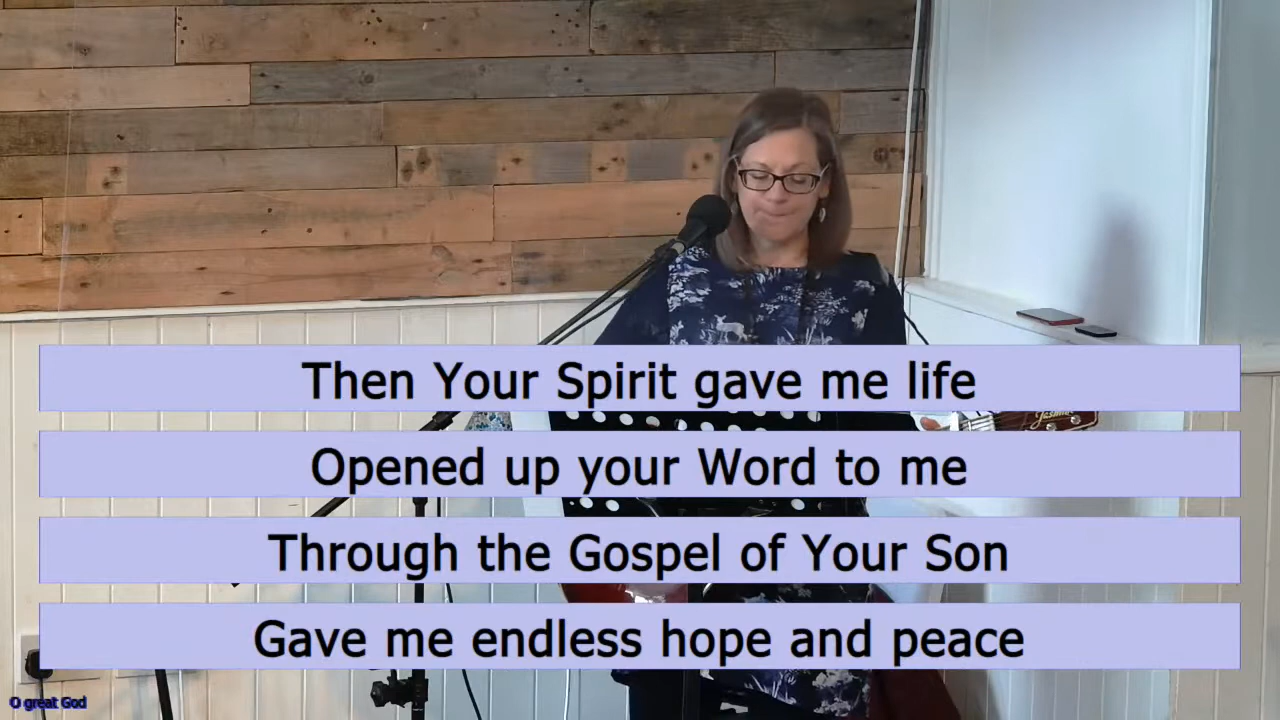 Then Your Spirit gave me life
Jasmine
Opened up your Word to me
Through the Gospel of Your Son
Gave me endless hope and peace
O great God